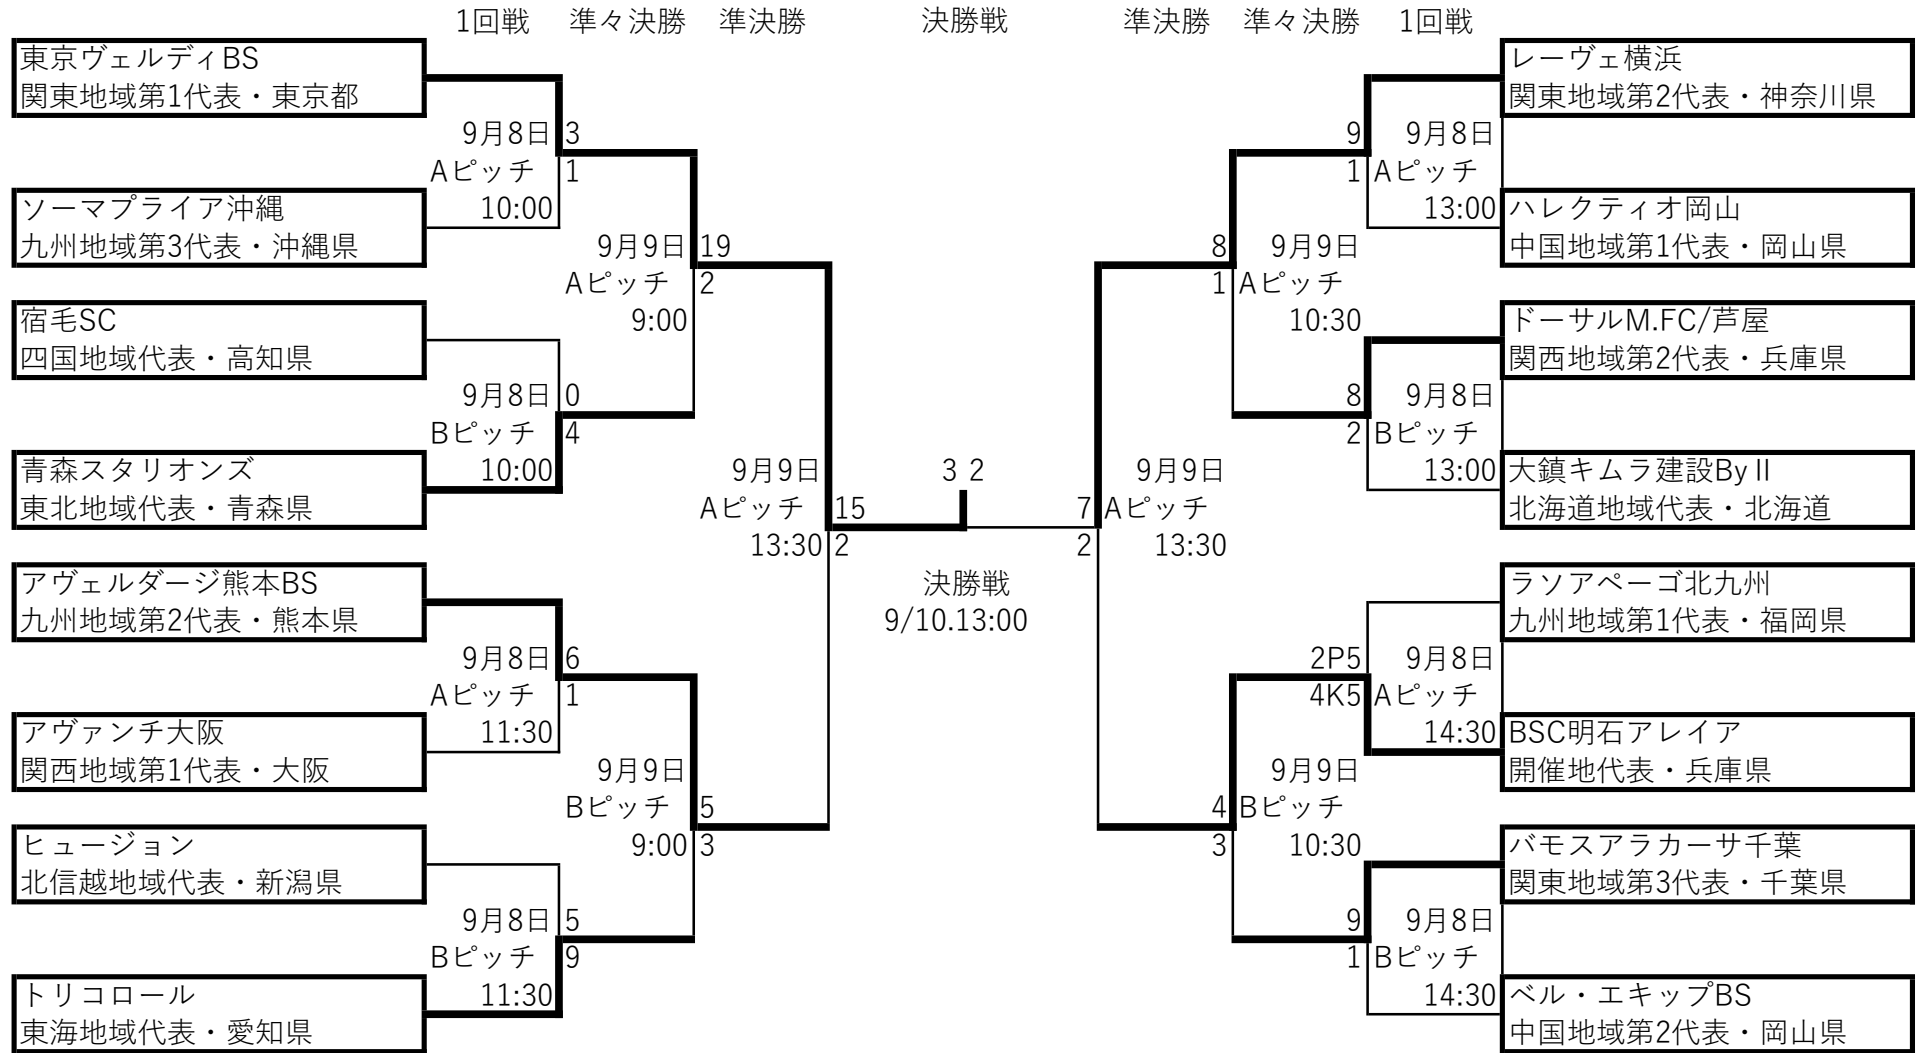 1回戦 準々決勝 準決勝 決勝戦 準決勝 準々決勝 1回戦
東京ヴェルディBS
関東地域第1代表・東京都
9月8日 3
Aピッチ 1
10:00
ソーマプライア沖縄
九州地域第3代表・沖縄県
9月9日 19
Aピッチ 2
9:00
宿毛SC
四国地域代表・高知県
9月8日 0
Bピッチ 4
10:00
青森スタリオンズ
東北地域代表・青森県
9月9日
Aピッチ 15
13:30 2
アヴェルダージ熊本BS
九州地域第2代表・熊本県
9月8日 6
Aピッチ 1
11:30
アヴァンチ大阪
関西地域第1代表・大阪
9月9日
Bピッチ 5
9:00 3
ヒュージョン
北信越地域代表・新潟県
9月8日 5
Bピッチ 9
11:30
トリコロール
東海地域代表・愛知県
3 2
決勝戦
9/10.13:00
レーヴェ横浜
関東地域第2代表・神奈川県
9 9月8日
1 Aピッチ
13:00
ハレクティオ岡山
中国地域第1代表・岡山県
8 9月9日
1 Aピッチ
10:30
ドーサルM.FC/芦屋
関西地域第2代表・兵庫県
8 9月8日
2 Bピッチ
13:00
大鎮キムラ建設ByⅡ
北海道地域代表・北海道
9月9日
7 Aピッチ
2 13:30
ラソアペーゴ北九州
九州地域第1代表・福岡県
2P5 9月8日
4K5 Aピッチ
14:30
BSC明石アレイア
開催地代表・兵庫県
9月9日
4 Bピッチ
3 10:30
バモスアラカーサ千葉
関東地域第3代表・千葉県
9 9月8日
1 Bピッチ
14:30
ベル・エキップBS
中国地域第2代表・岡山県